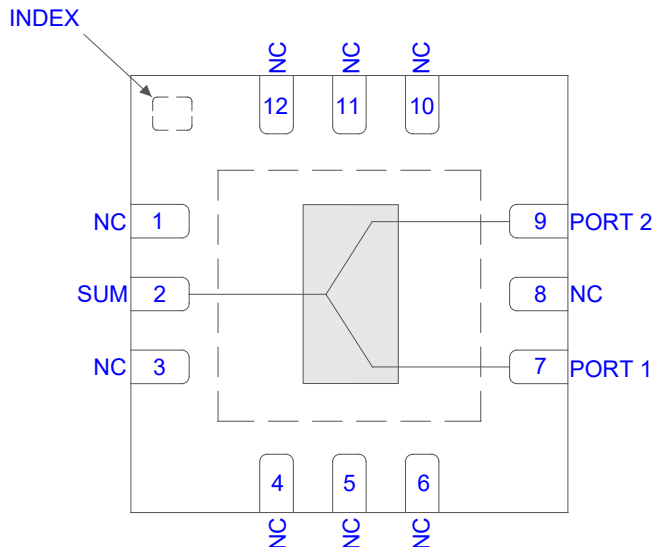 INDEX
NC NC NC
12 11 10
NC 1 9 PORT 2
SUM 2 8 NC
NC 3 7 PORT 1
4 5 6
NC NC NC